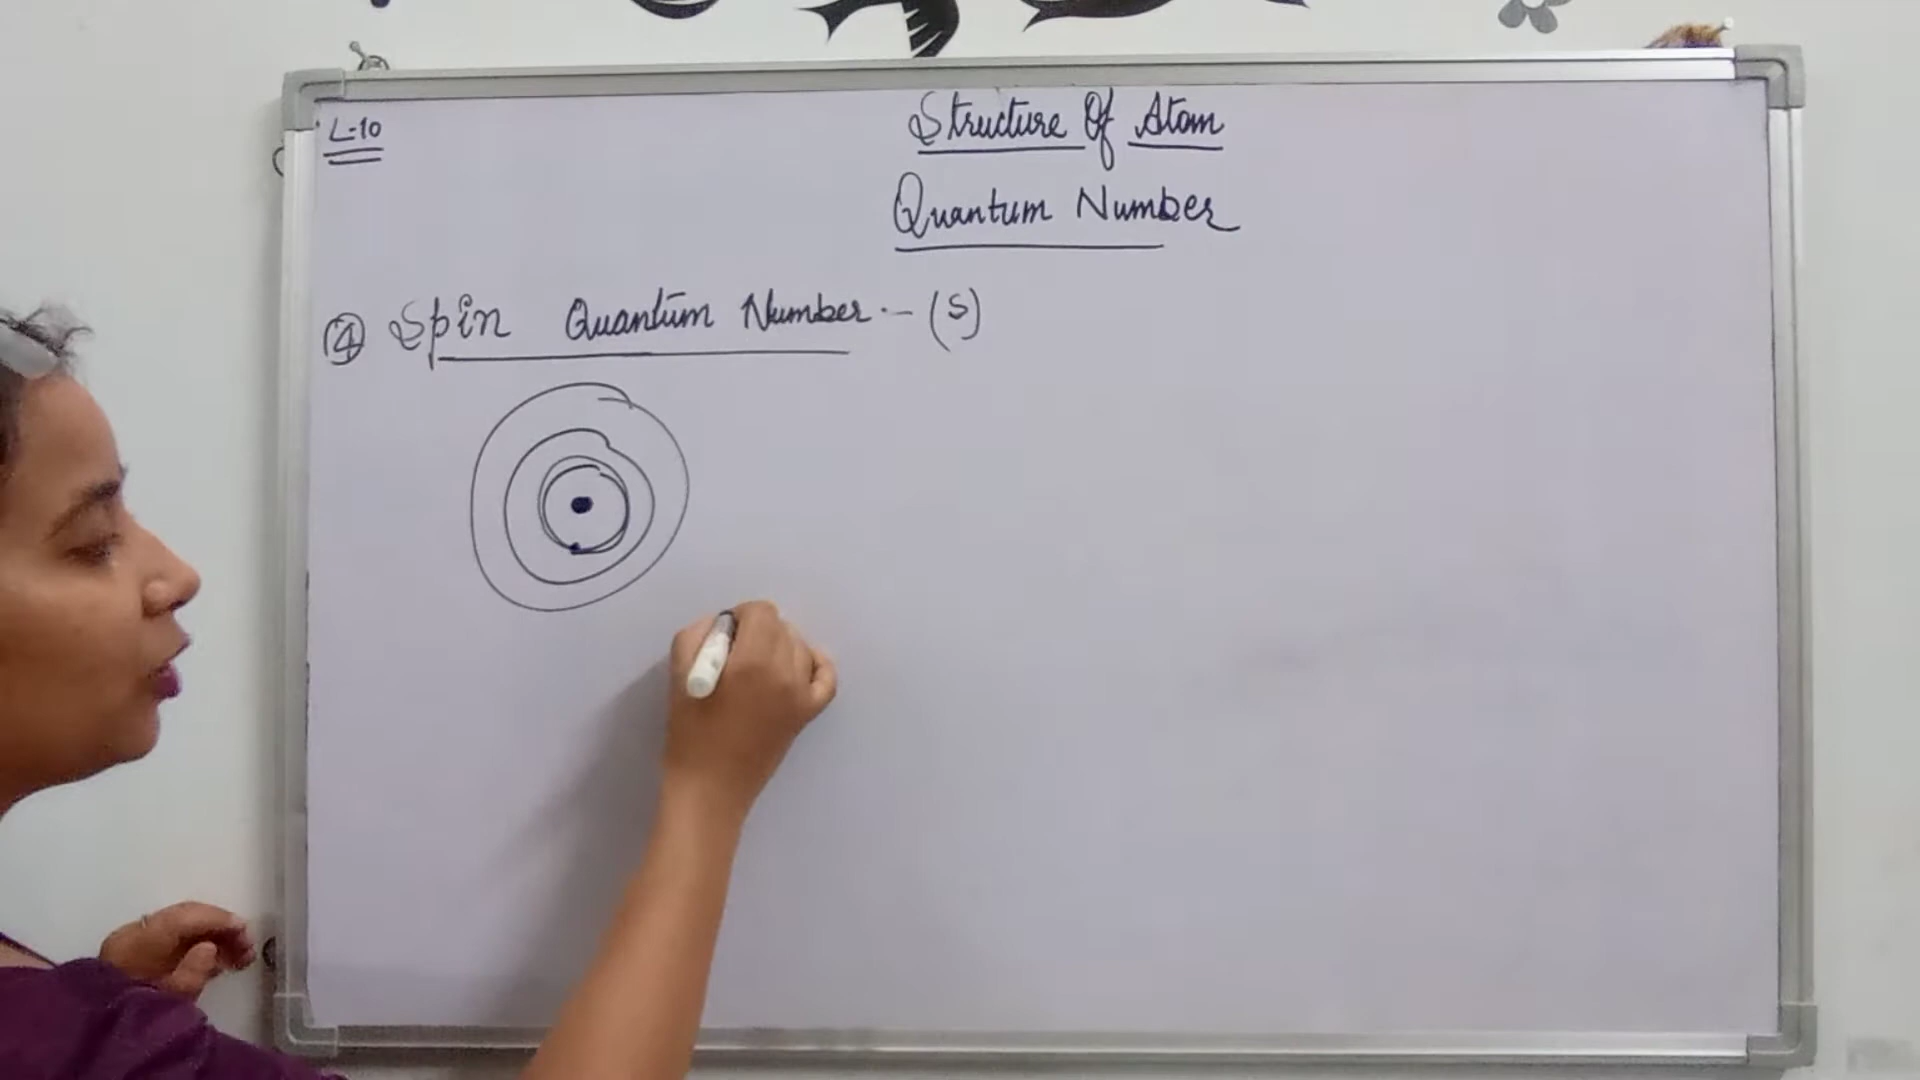 L-10
Structure Of Atom
Quantum Number
④ Spin Quantum Number :- (S)